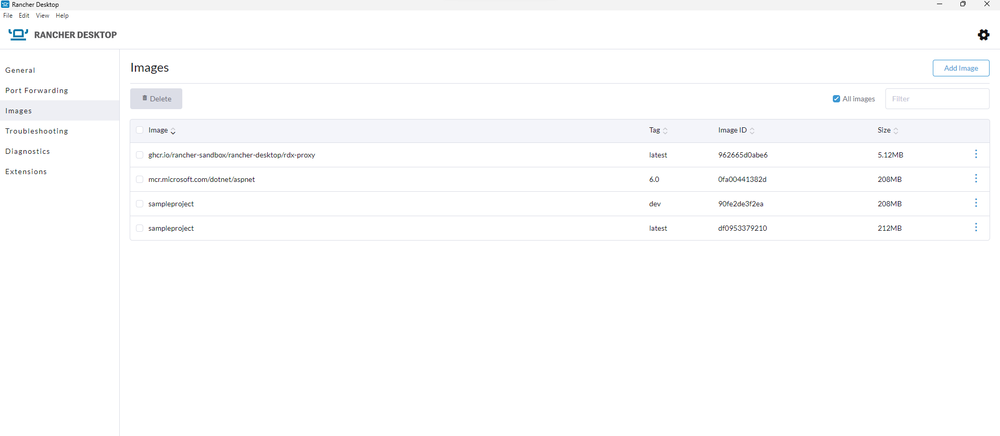 Rancher Desktop
File Edit View Help
RANCHER DESKTOP
General
Port Forwarding
Images
Troubleshooting
Diagnostics
Extensions
Images
Add Image
Delete
All images
Filter
Image Tag Image ID Size
ghcr.io/rancher-sandbox/rancher-desktop/rdx-proxy latest 962665d0abe6 5.12MB
mcr.microsoft.com/dotnet/aspnet 6.0 0fa00441382d 208MB
sampleproject dev 90fe2de3f2ea 208MB
sampleproject latest df0953379210 212MB